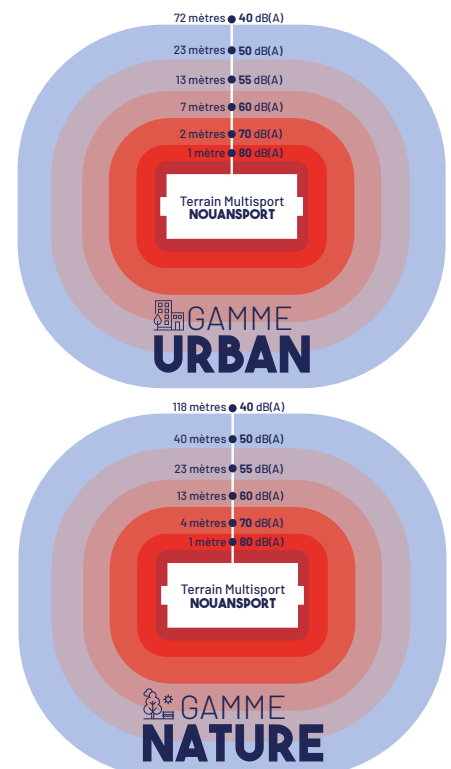 72 mètres 40 dB(A)
23 mètres 50 dB(A)
13 mètres 55 dB(A)
7 mètres 60 dB(A)
2 mètres 70 dB(A)
1 mètre 80 dB(A)
Terrain Multisport
NOUANSPORT
GAMME
URBAN
118 mètres 40 dB(A)
40 mètres 50 dB(A)
23 mètres 55 dB(A)
13 mètres 60 dB(A)
4 mètres 70 dB(A)
1 mètre 80 dB(A)
Terrain Multisport
NOUANSPORT
GAMME
NATURE